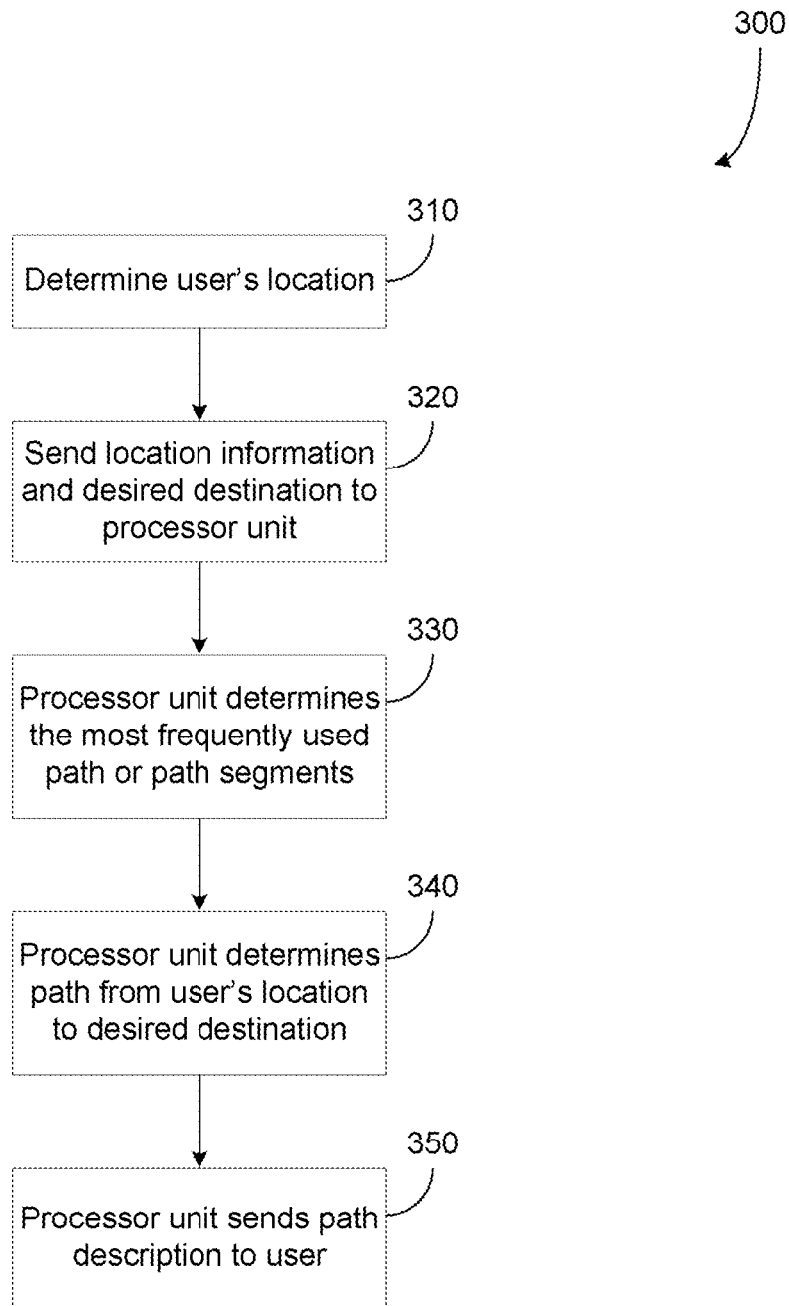 300
310
Determine user's location
320
Send location information
and desired destination to
processor unit
330
Processor unit determines
the most frequently used
path or path segments
340
Processor unit determines
path from user's location
to desired destination
350
Processor unit sends path
description to user